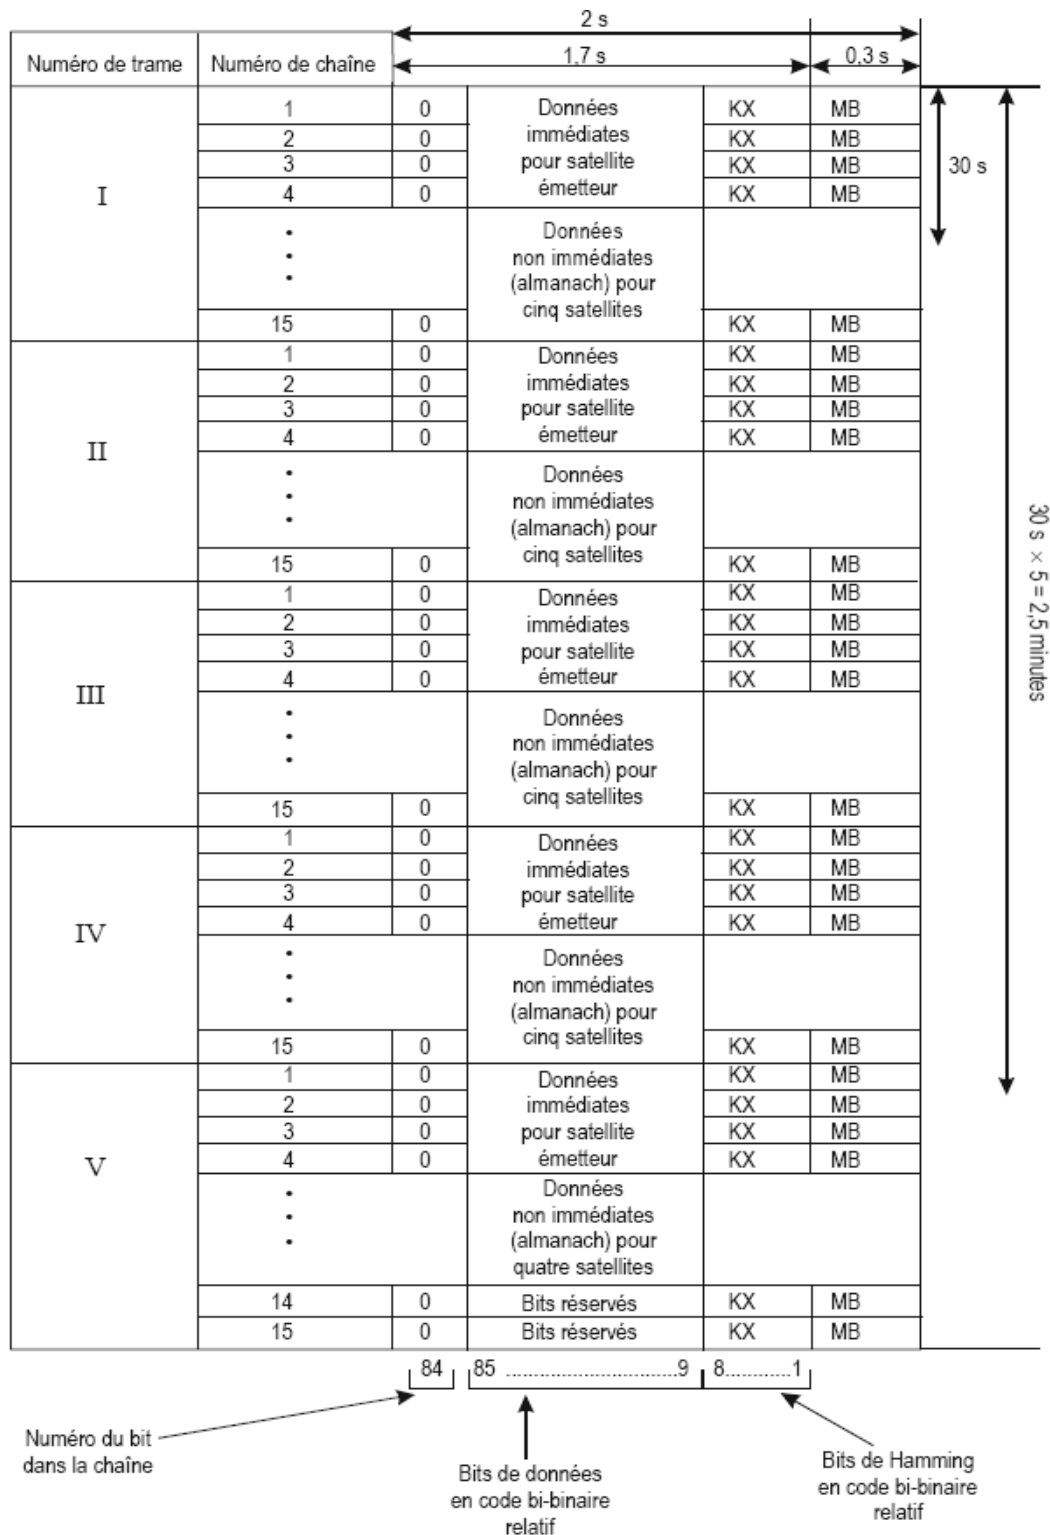 2 s
1,7 s
0,3 s
Numéro de trame Numéro de chaîne
I
1 0 Données KX MB
2 0 immédiates KX MB
3 0 pour satellite KX MB
4 0 émetteur KX MB
30 s
Données
non immédiates
(almanach) pour
cinq satellites
15 0 KX MB
II
1 0 Données KX MB
2 0 immédiates KX MB
3 0 pour satellite KX MB
4 0 émetteur KX MB
Données
non immédiates
(almanach) pour
cinq satellites
15 0 KX MB
30 s × 5 = 2,5 minutes
III
1 0 Données KX MB
2 0 immédiates KX MB
3 0 pour satellite KX MB
4 0 émetteur KX MB
Données
non immédiates
(almanach) pour
cinq satellites
15 0 KX MB
IV
1 0 Données KX MB
2 0 immédiates KX MB
3 0 pour satellite KX MB
4 0 émetteur KX MB
Données
non immédiates
(almanach) pour
cinq satellites
15 0 KX MB
V
1 0 Données KX MB
2 0 immédiates KX MB
3 0 pour satellite KX MB
4 0 émetteur KX MB
Données
non immédiates
(almanach) pour
quatre satellites
14 0 Bits réservés KX MB
15 0 Bits réservés KX MB
84 85 ..............................9 8............1
Numéro du bit
dans la chaîne
Bits de données
en code bi-binaire
relatif
Bits de Hamming
en code bi-binaire
relatif